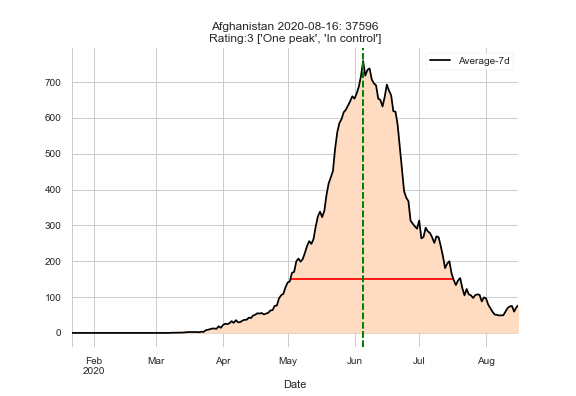 Afghanistan 2020-08-16: 37596
Rating:3 ['One peak', 'In control']
Average-7d
700
600
500
400
300
200
100
0
Feb
2020
Mar
Apr
May
Jun
Jul
Aug
Date